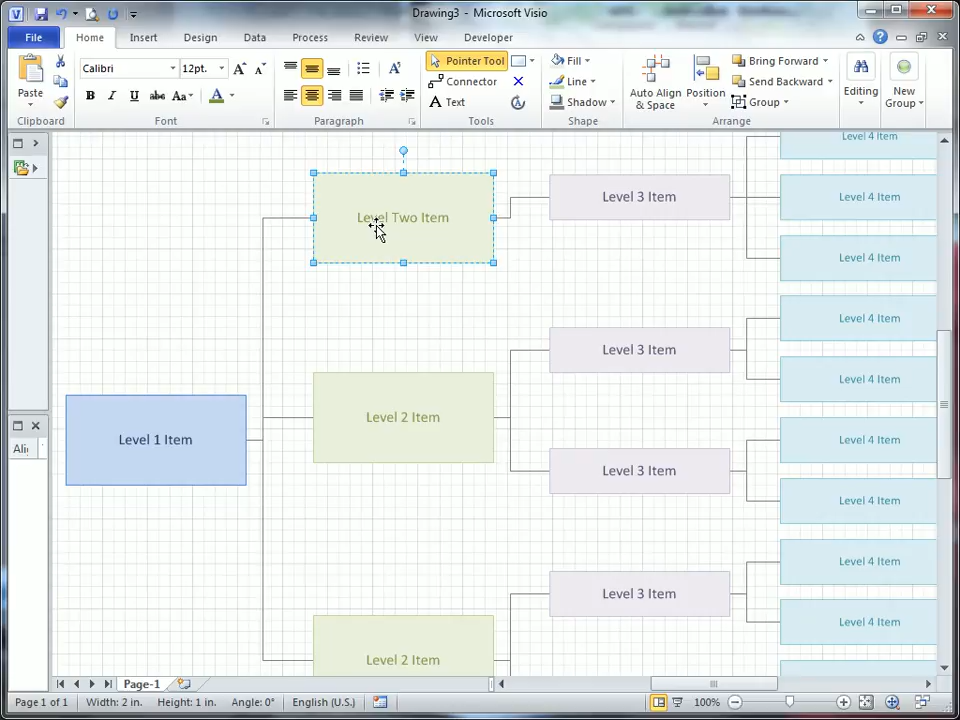 Drawing3 - Microsoft Visio
File Home Insert Design Data Process Review View Developer
Paste
Clipboard
Calibri 12pt.
B I U abc Aa A
Font
Paragraph
Pointer Tool
Connector
Text
Tools
Fill
Line
Shadow
Shape
Auto Align & Space
Position
Bring Forward
Send Backward
Group
Arrange
Editing
New Group
Level 4 Item
Level Two Item
Level 3 Item
Level 4 Item
Level 4 Item
Level 4 Item
Level 3 Item
Level 4 Item
Level 1 Item
Level 2 Item
Level 4 Item
Ali
Level 3 Item
Level 4 Item
Level 4 Item
Level 3 Item
Level 4 Item
Level 2 Item
Page-1
Page 1 of 1 Width: 2 in. Height: 1 in. Angle: 0° English (U.S.) 100%